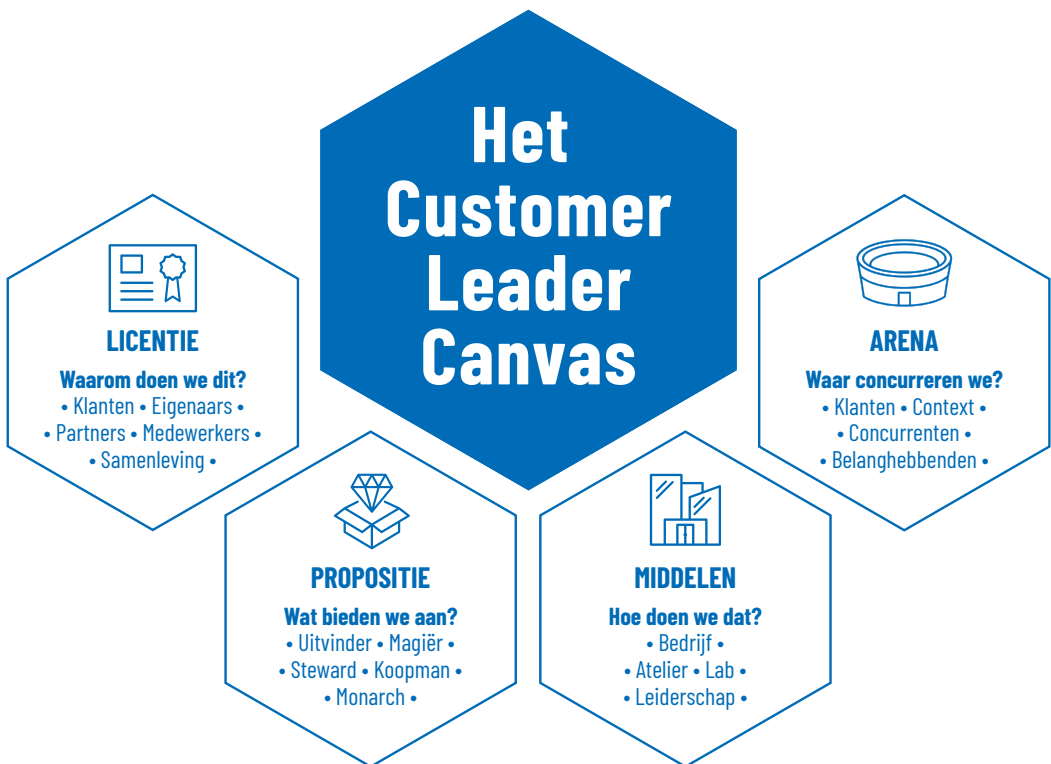 Het
Customer
Leader
Canvas
LICENTIE
Waarom doen we dit?
• Klanten • Eigenaars •
• Partners • Medewerkers •
• Samenleving •
PROPOSITIE
Wat bieden we aan?
• Uitvinder • Magiër •
• Steward • Koopman •
• Monarch •
MIDDELEN
Hoe doen we dat?
• Bedrijf •
• Atelier • Lab •
• Leiderschap •
ARENA
Waar concurreren we?
• Klanten • Context •
• Concurrenten •
• Belanghebbenden •